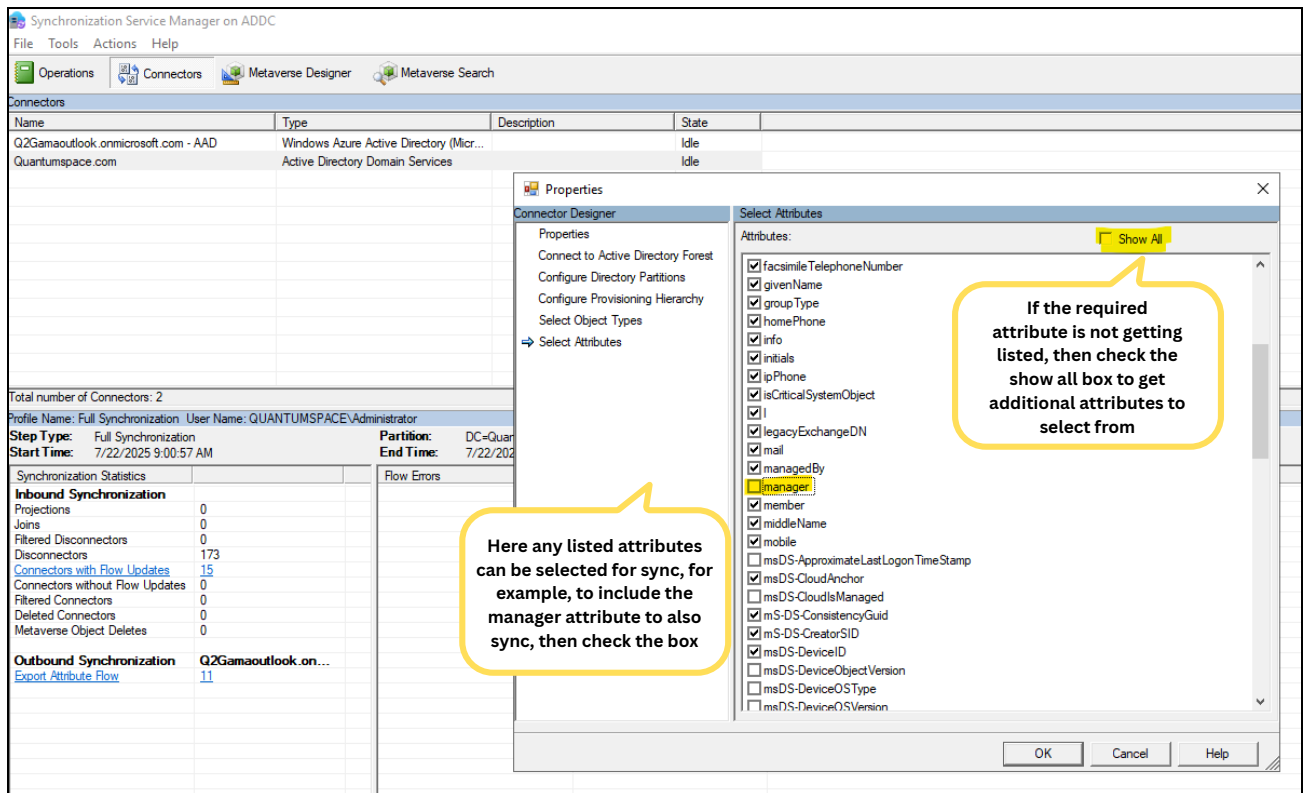 Synchronization Service Manager on ADDC
File Tools Actions Help
Operations Connectors Metaverse Designer Metaverse Search
Connectors
Name Type Description State
Q2Gamaoutlook.onmicrosoft.com - AAD Windows Azure Active Directory (Micr... Idle
Quantumspace.com Active Directory Domain Services Idle
Total number of Connectors: 2
Profile Name: Full Synchronization User Name: QUANTUMSPACE\Administrator
Step Type: Full Synchronization Partition: DC=Quar
Start Time: 7/22/2025 9:00:57 AM End Time: 7/22/202
Synchronization Statistics Flow Errors
Inbound Synchronization
Projections 0
Joins 0
Filtered Disconnectors 0
Disconnectors 173
Connectors with Flow Updates 15
Connectors without Flow Updates 0
Filtered Connectors 0
Deleted Connectors 0
Metaverse Object Deletes 0
Outbound Synchronization Q2Gamaoutlook.on...
Export Attribute Flow 11
Properties
Connector Designer
Properties
Connect to Active Directory Forest
Configure Directory Partitions
Configure Provisioning Hierarchy
Select Object Types
Select Attributes
Select Attributes
Attributes: Show All
facsimileTelephoneNumber
givenName
groupType
homePhone
info
initials
ipPhone
isCriticalSystemObject
l
legacyExchangeDN
mail
managedBy
manager
member
middleName
mobile
msDS-ApproximateLastLogonTimeStamp
msDS-CloudAnchor
msDS-CloudIsManaged
mS-DS-ConsistencyGuid
mS-DS-CreatorSID
msDS-DeviceID
msDS-DeviceObjectVersion
msDS-DeviceOSType
msDS-DeviceOSVersion
If the required
attribute is not getting
listed, then check the
show all box to get
additional attributes to
select from
Here any listed attributes
can be selected for sync, for
example, to include the
manager attribute to also
sync, then check the box
OK Cancel Help